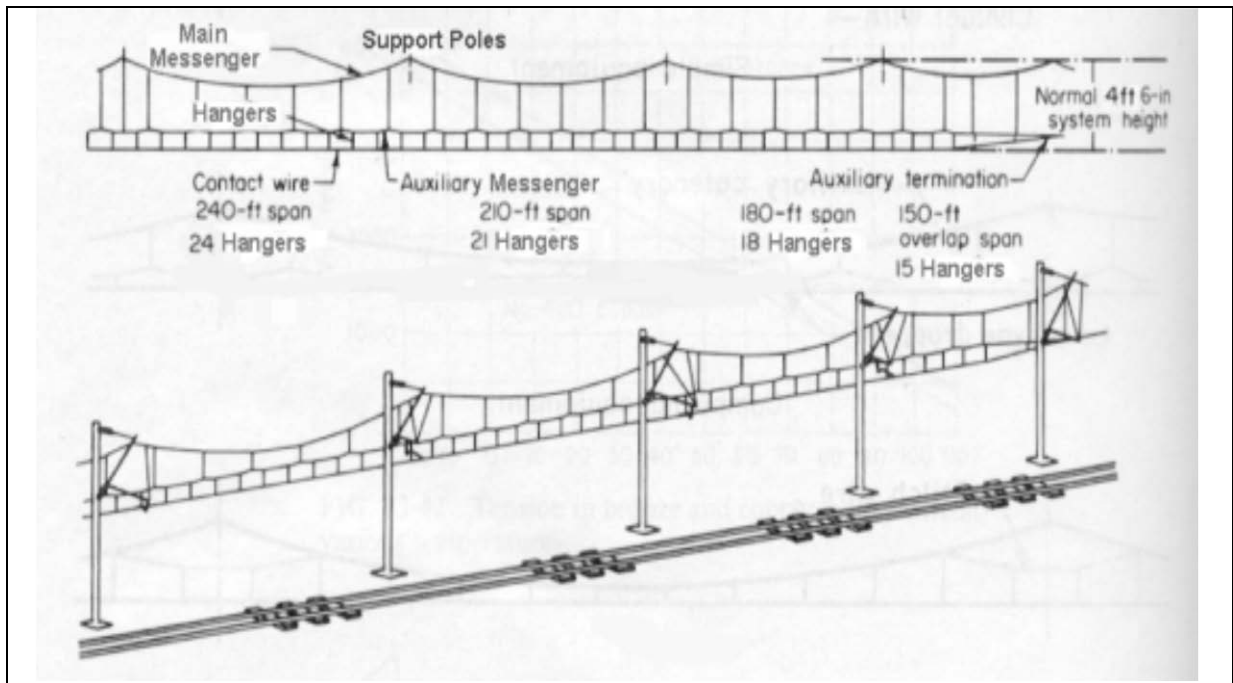 Main
Messenger
Support Poles
Hangers
Normal 4ft 6-in
system height
Contact wire
240-ft span
24 Hangers
Auxiliary Messenger
210-ft span
21 Hangers
Auxiliary termination
180-ft span
18 Hangers
150-ft
overlap span
15 Hangers